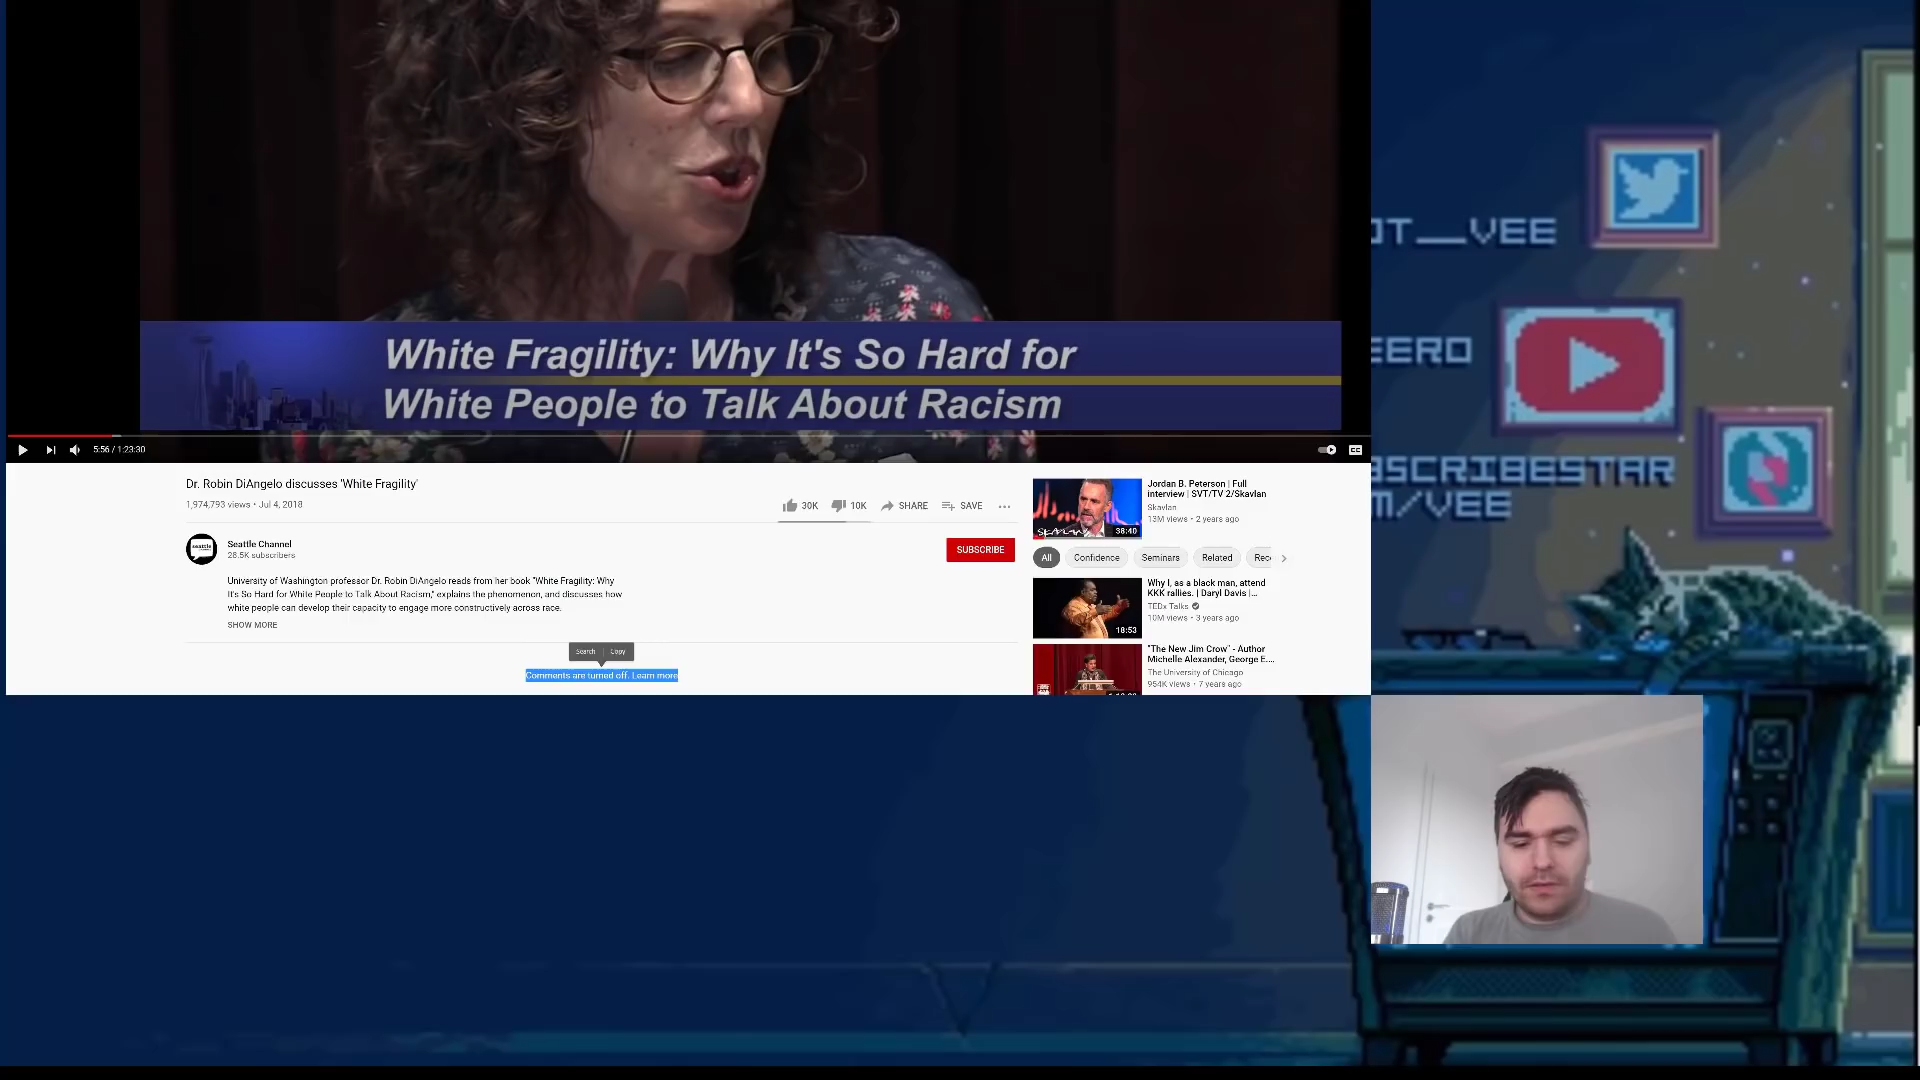 White Fragility: Why It's So Hard for
White People to Talk About Racism
5:56 / 1:23:30
CC
Dr. Robin DiAngelo discusses 'White Fragility'
1,974,793 views • Jul 4, 2018
30K
10K
SHARE
SAVE
Seattle Channel
28.5K subscribers
SUBSCRIBE
University of Washington professor Dr. Robin DiAngelo reads from her book "White Fragility: Why
It's So Hard for White People to Talk About Racism," explains the phenomenon, and discusses how
white people can develop their capacity to engage more constructively across race.
SHOW MORE
Search
Copy
Comments are turned off. Learn more
SKAVLAN
38:40
Jordan B. Peterson | Full
interview | SVT/TV 2/Skavlan
Skavlan
13M views • 2 years ago
All
Confidence
Seminars
Related
Rec
18:53
Why I, as a black man, attend
KKK rallies. | Daryl Davis |...
TEDx Talks
10M views • 3 years ago
"The New Jim Crow" - Author
Michelle Alexander, George E....
The University of Chicago
954K views • 7 years ago
OT__VEE
EERO
BSCRIBESTAR
M/VEE